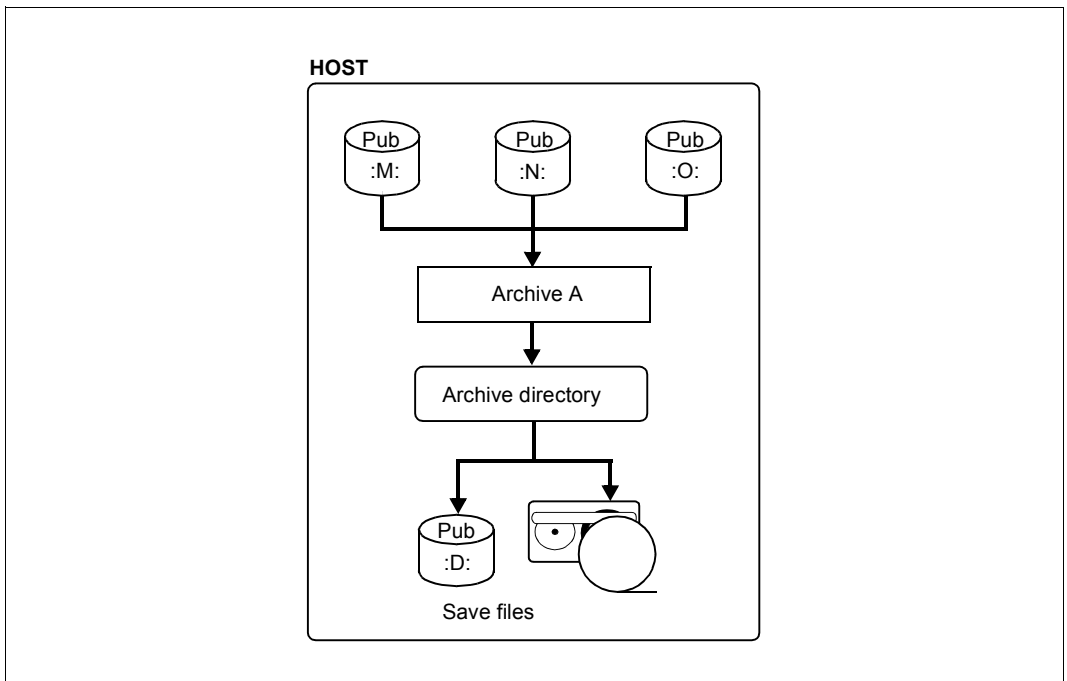 HOST
Pub
:M:
Pub
:N:
Pub
:O:
Archive A
Archive directory
Pub
:D:
Save files